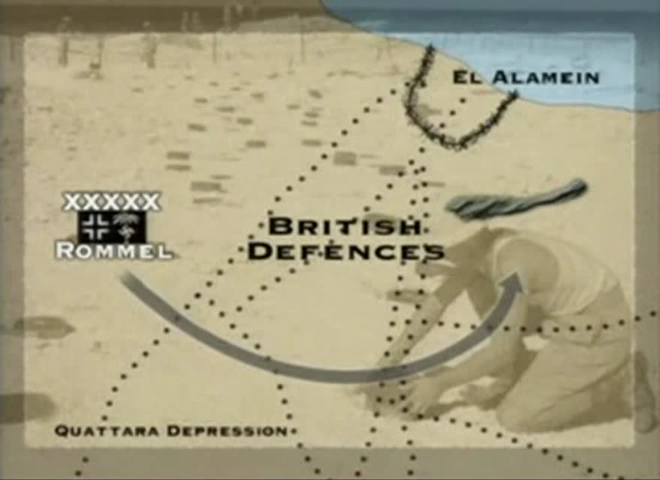 EL ALAMEIN
XXXXX
ROMMEL
BRITISH
DEFENCES
QUATTARA DEPRESSION